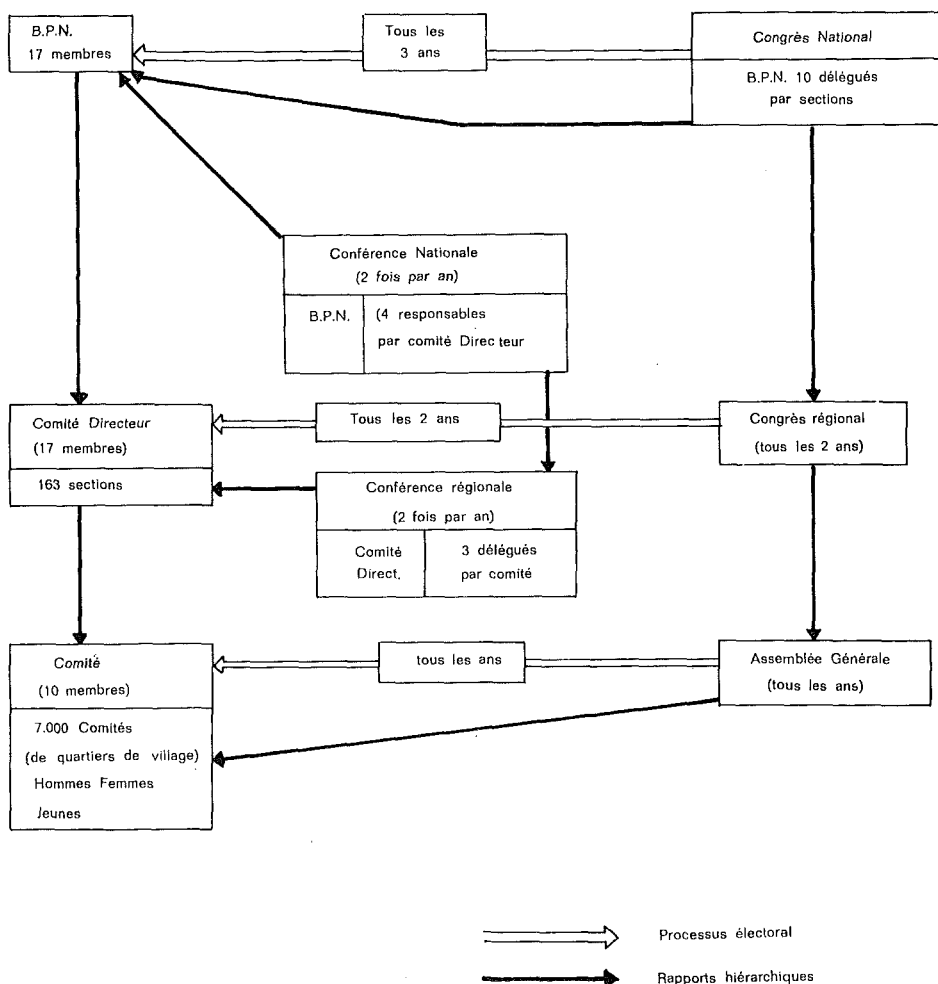 B.P.N.
17 membres
Tous les
3 ans
Congrès National
B.P.N. 10 délégués
par sections
Conférence Nationale
(2 fois par an)
B.P.N.
(4 responsables
par comité Directeur
Comité Directeur
(17 membres)
163 sections
Tous les 2 ans
Congrès régional
(tous les 2 ans)
Conférence régionale
(2 fois par an)
Comité
Direct.
3 délégués
par comité
Comité
(10 membres)
7.000 Comités
(de quartiers de village)
Hommes Femmes
Jeunes
tous les ans
Assemblée Générale
(tous les ans)
Processus électoral
Rapports hiérarchiques